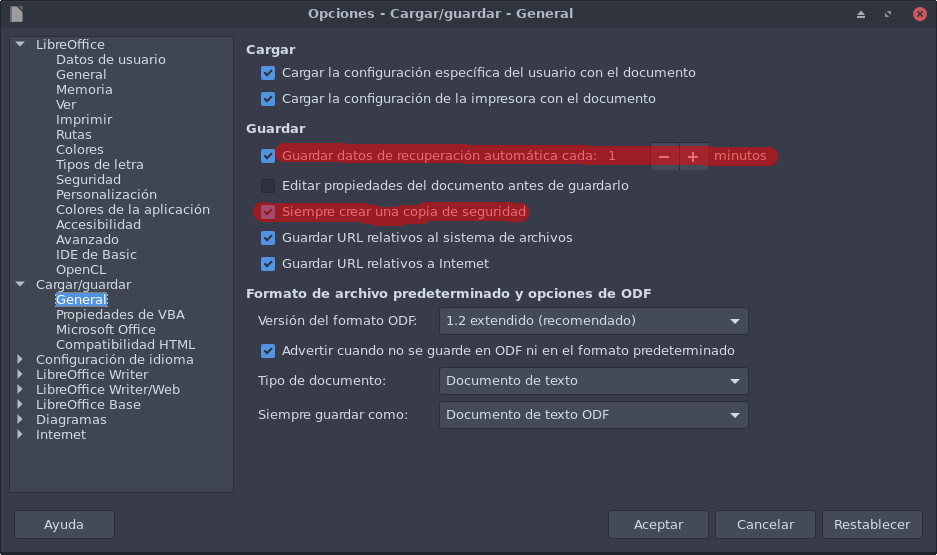 Opciones - Cargar/guardar - General
LibreOffice
Datos de usuario
General
Memoria
Ver
Imprimir
Rutas
Colores
Tipos de letra
Seguridad
Personalización
Colores de la aplicación
Accesibilidad
Avanzado
IDE de Basic
OpenCL
Cargar/guardar
General
Propiedades de VBA
Microsoft Office
Compatibilidad HTML
Configuración de idioma
LibreOffice Writer
LibreOffice Writer/Web
LibreOffice Base
Diagramas
Internet
Cargar
Cargar la configuración específica del usuario con el documento
Cargar la configuración de la impresora con el documento
Guardar
Guardar datos de recuperación automática cada: 1 − + minutos
Editar propiedades del documento antes de guardarlo
Siempre crear una copia de seguridad
Guardar URL relativos al sistema de archivos
Guardar URL relativos a Internet
Formato de archivo predeterminado y opciones de ODF
Versión del formato ODF: 1.2 extendido (recomendado)
Advertir cuando no se guarde en ODF ni en el formato predeterminado
Tipo de documento: Documento de texto
Siempre guardar como: Documento de texto ODF
Ayuda Aceptar Cancelar Restablecer